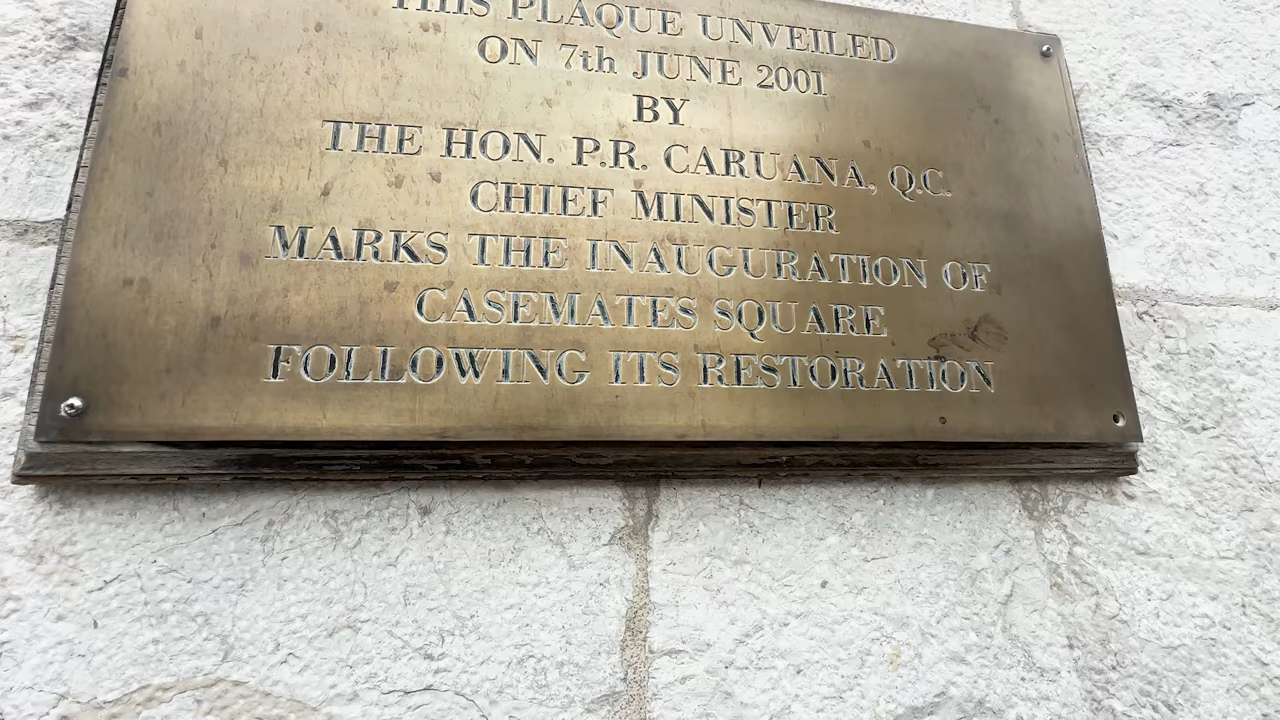 THIS PLAQUE UNVEILED
ON 7th JUNE 2001
BY
THE HON. P.R. CARUANA, Q.C.
CHIEF MINISTER
MARKS THE INAUGURATION OF
CASEMATES SQUARE
FOLLOWING ITS RESTORATION